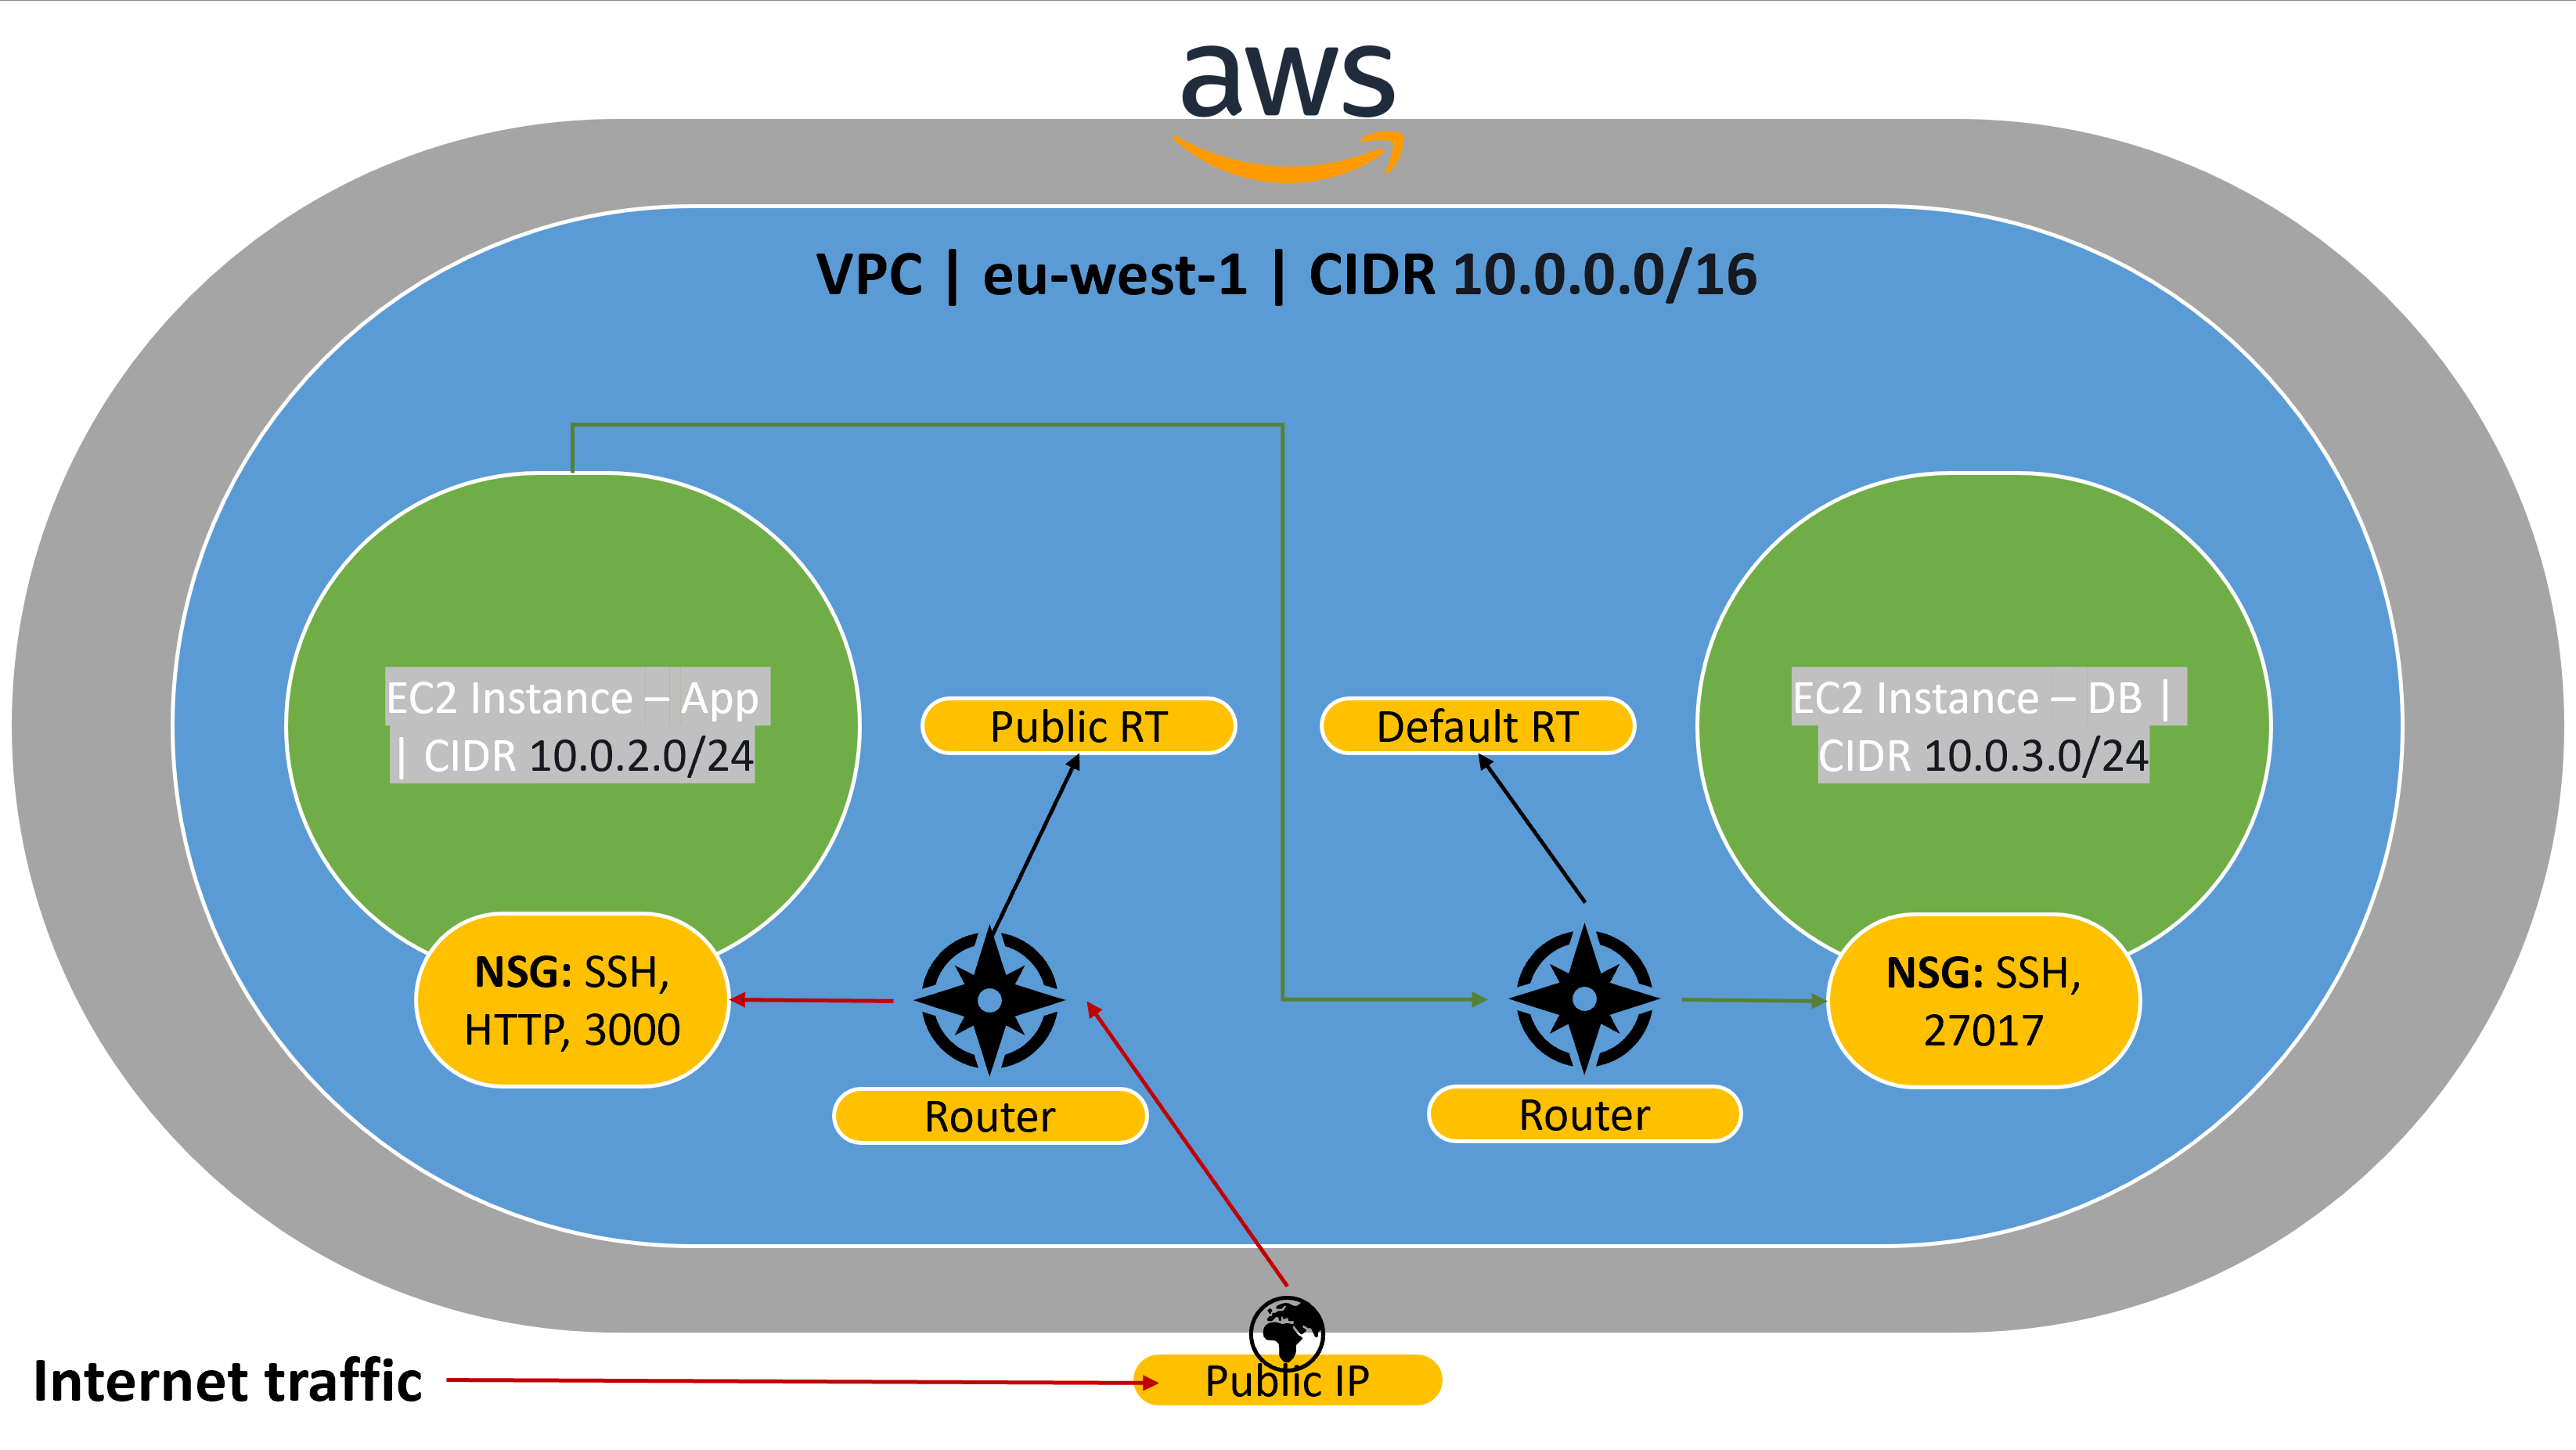 aws
VPC | eu-west-1 | CIDR 10.0.0.0/16
EC2 Instance – App
| CIDR 10.0.2.0/24
Public RT
Default RT
EC2 Instance – DB |
CIDR 10.0.3.0/24
NSG: SSH,
HTTP, 3000
Router
Router
NSG: SSH,
27017
Internet traffic
Public IP